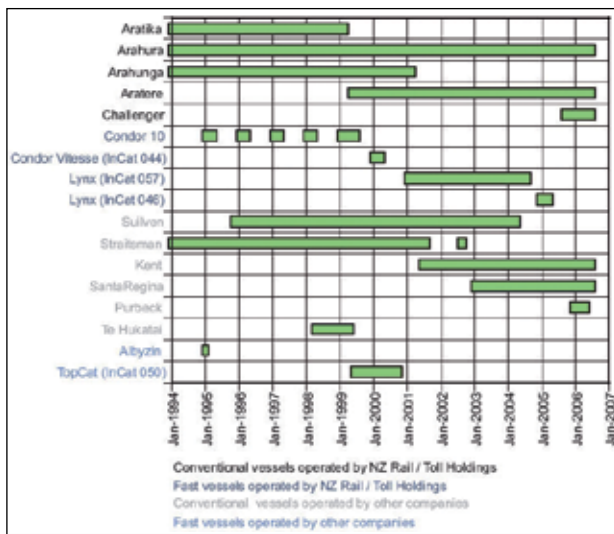 Aratika
Arahura
Arahunga
Aratere
Challenger
Condor 10
Condor Vitesse (InCat 044)
Lynx (InCat 057)
Lynx (InCat 046)
Suilven
Straitsman
Kent
SantaRegina
Purbeck
Te Hukatai
Albyzin
TopCat (InCat 050)
Jan-1994
Jan-1995
Jan-1996
Jan-1997
Jan-1998
Jan-1999
Jan-2000
Jan-2001
Jan-2002
Jan-2003
Jan-2004
Jan-2005
Jan-2006
Jan-2007
Conventional vessels operated by NZ Rail / Toll Holdings
Fast vessels operated by NZ Rail / Toll Holdings
Conventional vessels operated by other companies
Fast vessels operated by other companies